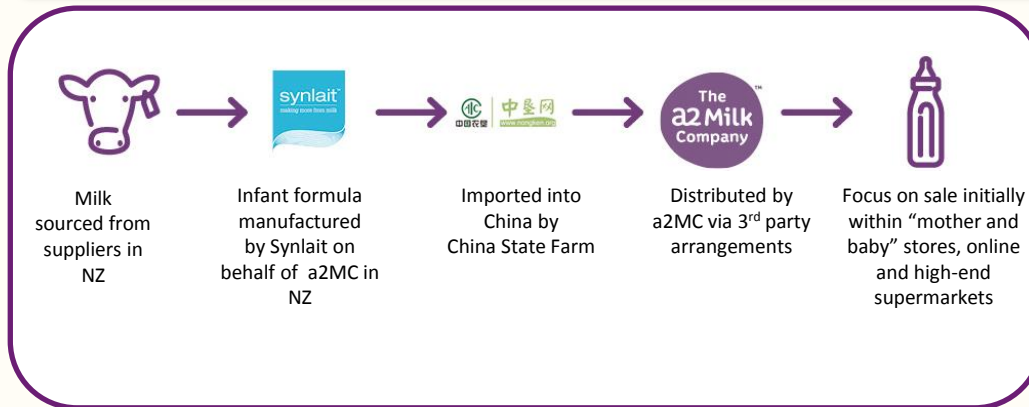 synlait™
making more from milk
中国农垦
中垦网
www.nongken.org
The
a2 Milk™
Company
Milk
sourced from
suppliers in
NZ
Infant formula
manufactured
by Synlait on
behalf of a2MC in
NZ
Imported into
China by
China State Farm
Distributed by
a2MC via 3rd party
arrangements
Focus on sale initially
within “mother and
baby” stores, online
and high-end
supermarkets